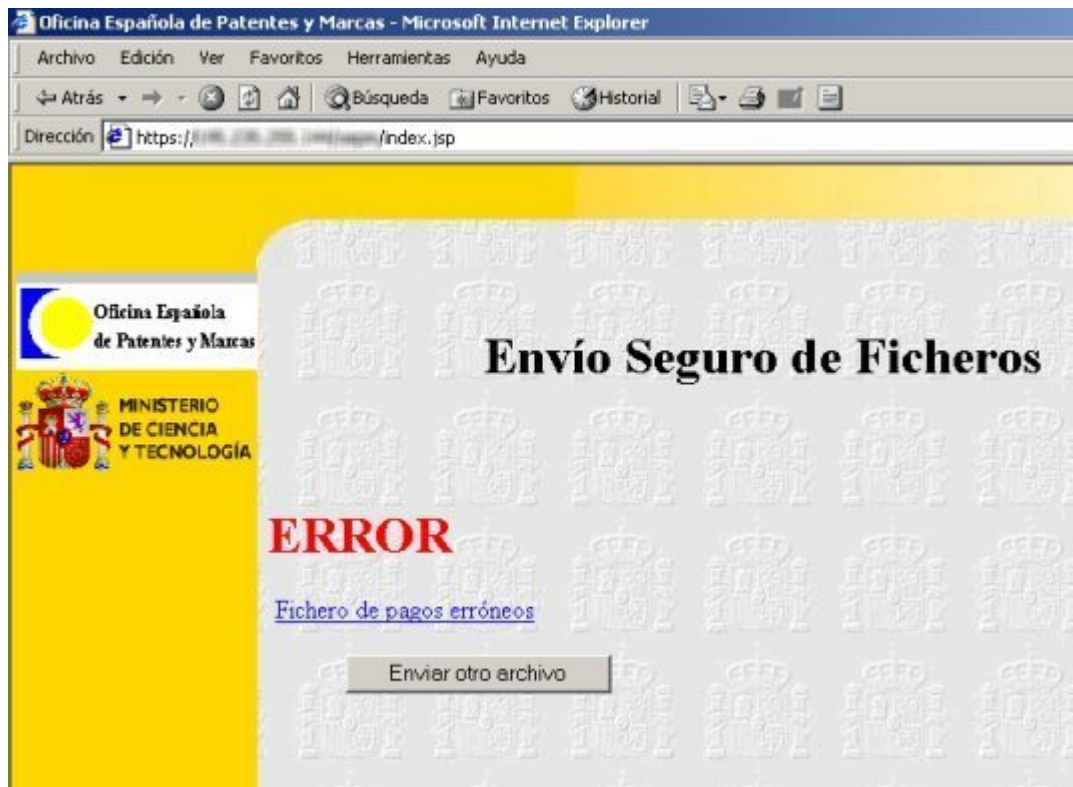 Oficina Española de Patentes y Marcas - Microsoft Internet Explorer
Archivo Edición Ver Favoritos Herramientas Ayuda
Atrás Búsqueda Favoritos Historial
Dirección https:/ /index.jsp
Oficina Española
de Patentes y Marcas
Envío Seguro de Ficheros
MINISTERIO
DE CIENCIA
Y TECNOLOGÍA
ERROR
Fichero de pagos erróneos
Enviar otro archivo